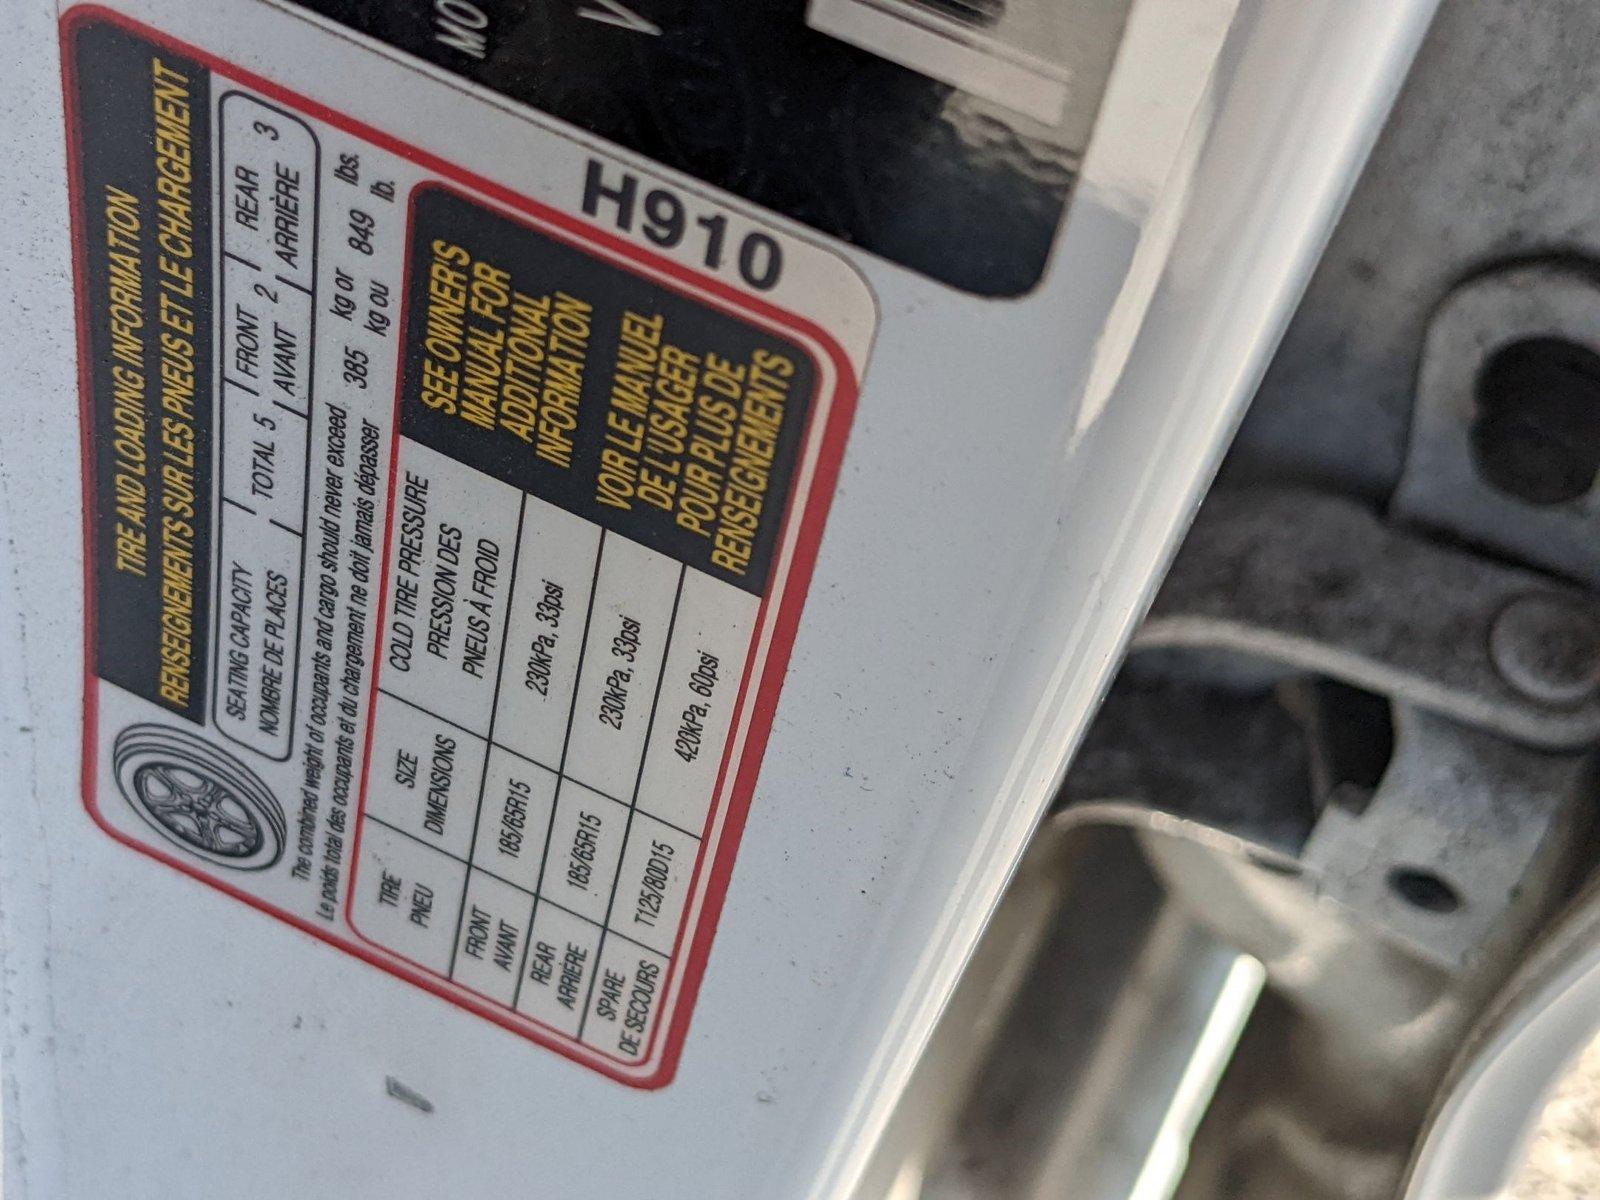 TIRE AND LOADING INFORMATION
RENSEIGNEMENTS SUR LES PNEUS ET LE CHARGEMENT
SEATING CAPACITY
NOMBRE DE PLACES
TOTAL 5
FRONT
AVANT 2
REAR
ARRIÈRE 3
The combined weight of occupants and cargo should never exceed 385 kg or 849 lbs.
Le poids total des occupants et du chargement ne doit jamais dépasser kg ou lb.
TIRE
PNEU
SIZE
DIMENSIONS
COLD TIRE PRESSURE
PRESSION DES
PNEUS À FROID
FRONT
AVANT
185/65R15
230kPa, 33psi
REAR
ARRIÈRE
185/65R15
230kPa, 33psi
SPARE
DE SECOURS
T125/80D15
420kPa, 60psi
SEE OWNER'S
MANUAL FOR
ADDITIONAL
INFORMATION
VOIR LE MANUEL
DE L'USAGER
POUR PLUS DE
RENSEIGNEMENTS
H910
MO
V